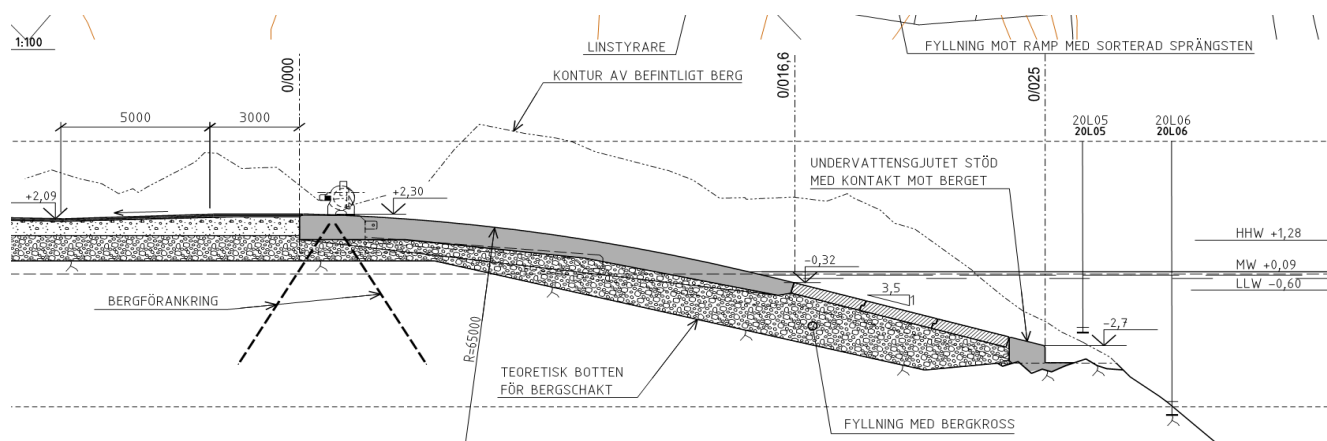 1:100
LINSTYRARE
FYLLNING MOT RAMP MED SORTERAD SPRÄNGSTEN
0/000
KONTUR AV BEFINTLIGT BERG
0/016,6
0/025
5000
3000
20L05
20L05
20L06
20L06
UNDERVATTENSGJUTET STÖD
MED KONTAKT MOT BERGET
+2,09
+2,30
HHW +1,28
-0,32
MW +0,09
LLW -0,60
3,5
1
BERGFÖRANKRING
R=65000
-2,7
TEORETISK BOTTEN
FÖR BERGSCHAKT
FYLLNING MED BERGKROSS